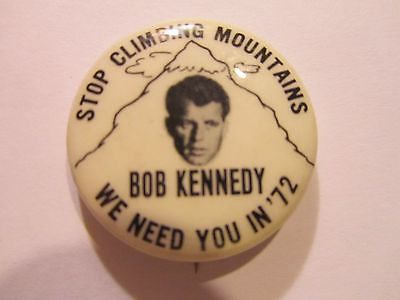 STOP CLIMBING MOUNTAINS
BOB KENNEDY
WE NEED YOU IN '72